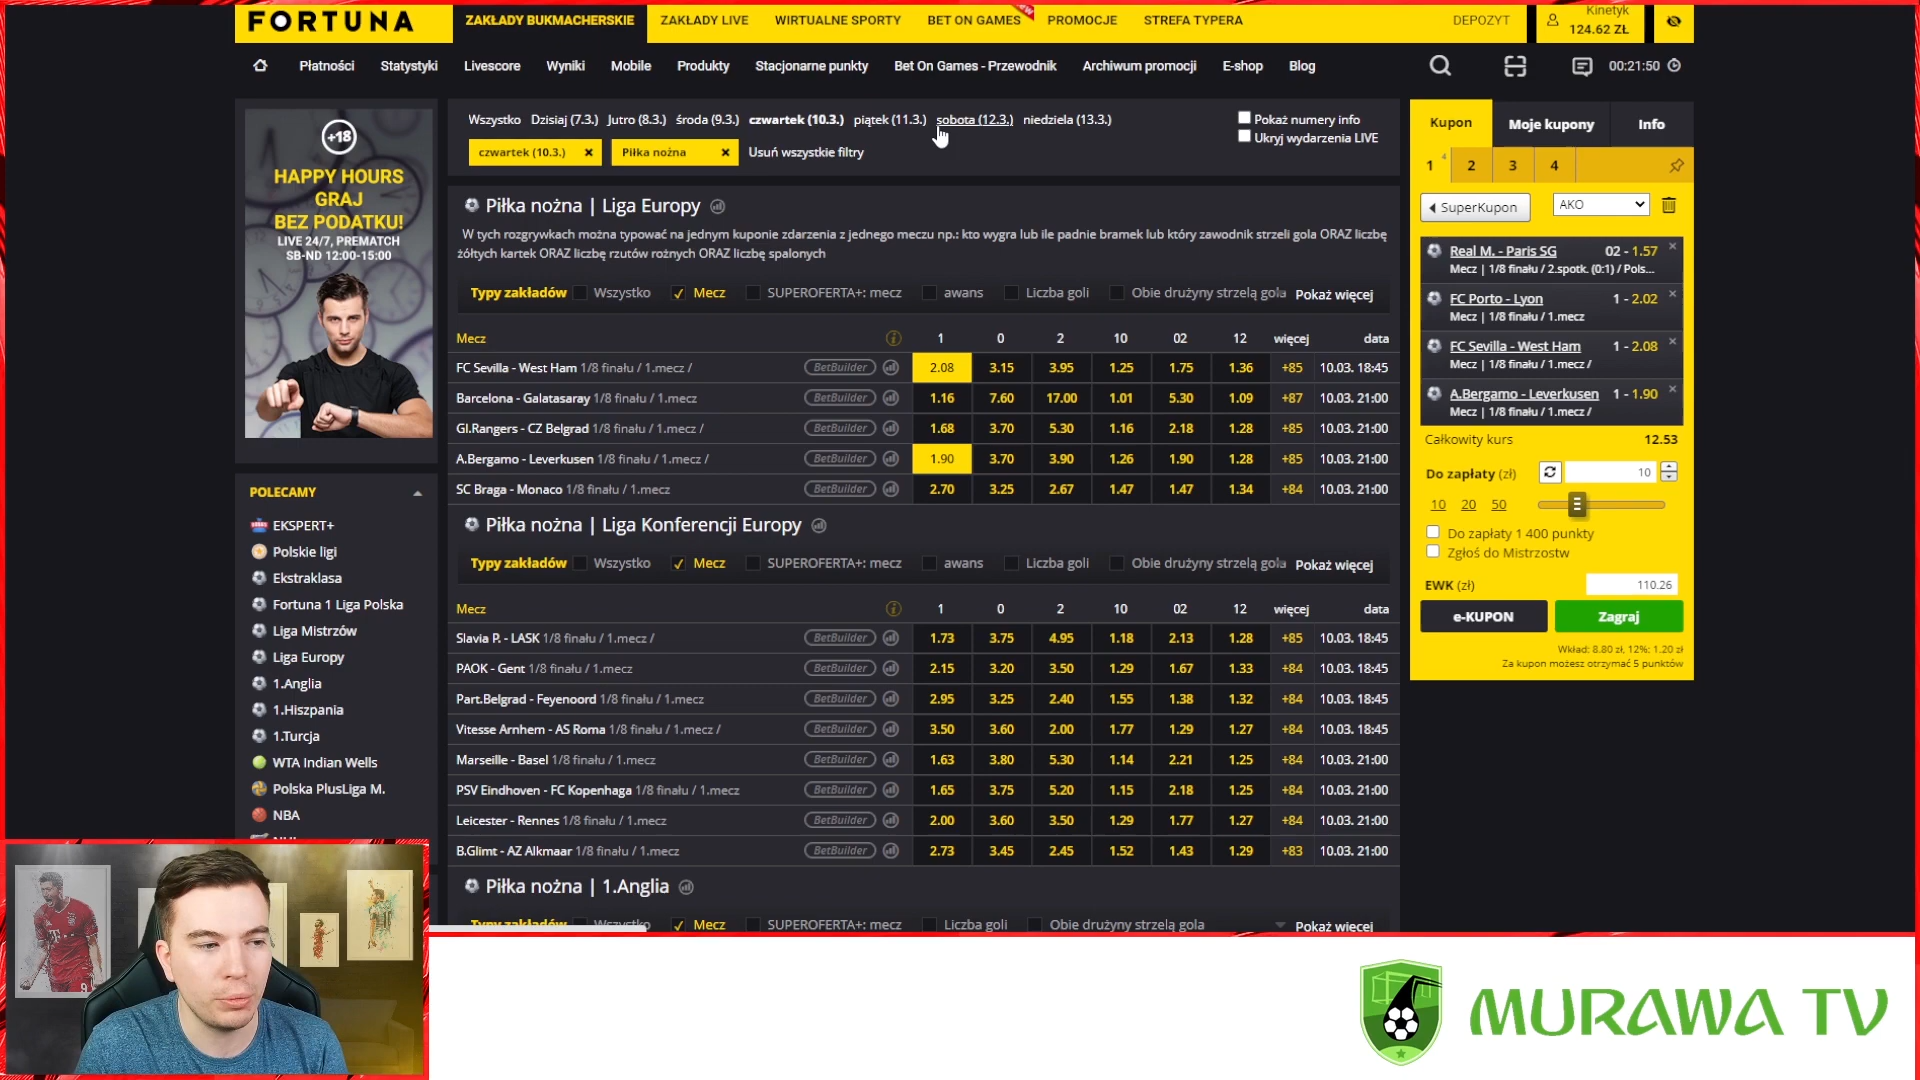 FORTUNA
ZAKŁADY BUKMACHERSKIE ZAKŁADY LIVE WIRTUALNE SPORTY BET ON GAMES PROMOCJE STREFA TYPERA DEPOZYT Kinetyk
124.62 ZŁ
Płatności Statystyki Livescore Wyniki Mobile Produkty Stacjonarne punkty Bet On Games - Przewodnik Archiwum promocji E-shop Blog 00:21:50
+18
HAPPY HOURS
GRAJ
BEZ PODATKU!
LIVE 24/7, PREMATCH
SB-ND 12:00-15:00
POLECAMY
EKSPERT+
Polskie ligi
Ekstraklasa
Fortuna 1 Liga Polska
Liga Mistrzów
Liga Europy
1.Anglia
1.Hiszpania
1.Turcja
WTA Indian Wells
Polska PlusLiga M.
NBA
Wszystko Dzisiaj (7.3.) Jutro (8.3.) środa (9.3.) czwartek (10.3.) piątek (11.3.) sobota (12.3.) niedziela (13.3.)
Pokaż numery info
Ukryj wydarzenia LIVE
czwartek (10.3.) × Piłka nożna × Usuń wszystkie filtry
Piłka nożna | Liga Europy
W tych rozgrywkach można typować na jednym kuponie zdarzenia z jednego meczu np.: kto wygra lub ile padnie bramek lub który zawodnik strzeli gola ORAZ liczbę
żółtych kartek ORAZ liczbę rzutów rożnych ORAZ liczbę spalonych
Typy zakładów Wszystko Mecz SUPEROFERTA+: mecz awans Liczba goli Obie drużyny strzelą gola Pokaż więcej
Mecz 1 0 2 10 02 12 więcej data
FC Sevilla - West Ham 1/8 finału / 1.mecz / BetBuilder 2.08 3.15 3.95 1.25 1.75 1.36 +85 10.03. 18:45
Barcelona - Galatasaray 1/8 finału / 1.mecz BetBuilder 1.16 7.60 17.00 1.01 5.30 1.09 +87 10.03. 21:00
Gl.Rangers - CZ Belgrad 1/8 finału / 1.mecz / BetBuilder 1.68 3.70 5.30 1.16 2.18 1.28 +85 10.03. 21:00
A.Bergamo - Leverkusen 1/8 finału / 1.mecz / BetBuilder 1.90 3.70 3.90 1.26 1.90 1.28 +85 10.03. 21:00
SC Braga - Monaco 1/8 finału / 1.mecz BetBuilder 2.70 3.25 2.67 1.47 1.47 1.34 +84 10.03. 21:00
Piłka nożna | Liga Konferencji Europy
Typy zakładów Wszystko Mecz SUPEROFERTA+: mecz awans Liczba goli Obie drużyny strzelą gola Pokaż więcej
Mecz 1 0 2 10 02 12 więcej data
Slavia P. - LASK 1/8 finału / 1.mecz / BetBuilder 1.73 3.75 4.95 1.18 2.13 1.28 +85 10.03. 18:45
PAOK - Gent 1/8 finału / 1.mecz BetBuilder 2.15 3.20 3.50 1.29 1.67 1.33 +84 10.03. 18:45
Part.Belgrad - Feyenoord 1/8 finału / 1.mecz BetBuilder 2.95 3.25 2.40 1.55 1.38 1.32 +84 10.03. 18:45
Vitesse Arnhem - AS Roma 1/8 finału / 1.mecz / BetBuilder 3.50 3.60 2.00 1.77 1.29 1.27 +84 10.03. 18:45
Marseille - Basel 1/8 finału / 1.mecz BetBuilder 1.63 3.80 5.30 1.14 2.21 1.25 +84 10.03. 21:00
PSV Eindhoven - FC Kopenhaga 1/8 finału / 1.mecz BetBuilder 1.65 3.75 5.20 1.15 2.18 1.25 +84 10.03. 21:00
Leicester - Rennes 1/8 finału / 1.mecz BetBuilder 2.00 3.60 3.50 1.29 1.77 1.27 +84 10.03. 21:00
B.Glimt - AZ Alkmaar 1/8 finału / 1.mecz BetBuilder 2.73 3.45 2.45 1.52 1.43 1.29 +83 10.03. 21:00
Piłka nożna | 1.Anglia
Typy zakładów Wszystko Mecz SUPEROFERTA+: mecz Liczba goli Obie drużyny strzelą gola Pokaż więcej
Kupon Moje kupony Info
1 4 2 3 4
SuperKupon AKO
Real M. - Paris SG 02 - 1.57
Mecz | 1/8 finału / 2.spotk. (0:1) / Pols...
FC Porto - Lyon 1 - 2.02
Mecz | 1/8 finału / 1.mecz
FC Sevilla - West Ham 1 - 2.08
Mecz | 1/8 finału / 1.mecz /
A.Bergamo - Leverkusen 1 - 1.90
Mecz | 1/8 finału / 1.mecz /
Całkowity kurs 12.53
Do zapłaty (zł) 10
10 20 50
Do zapłaty 1 400 punkty
Zgłoś do Mistrzostw
EWK (zł) 110.26
e-KUPON Zagraj
Wkład: 8.80 zł, 12%: 1.20 zł
Za kupon możesz otrzymać 5 punktów
MURAWA TV